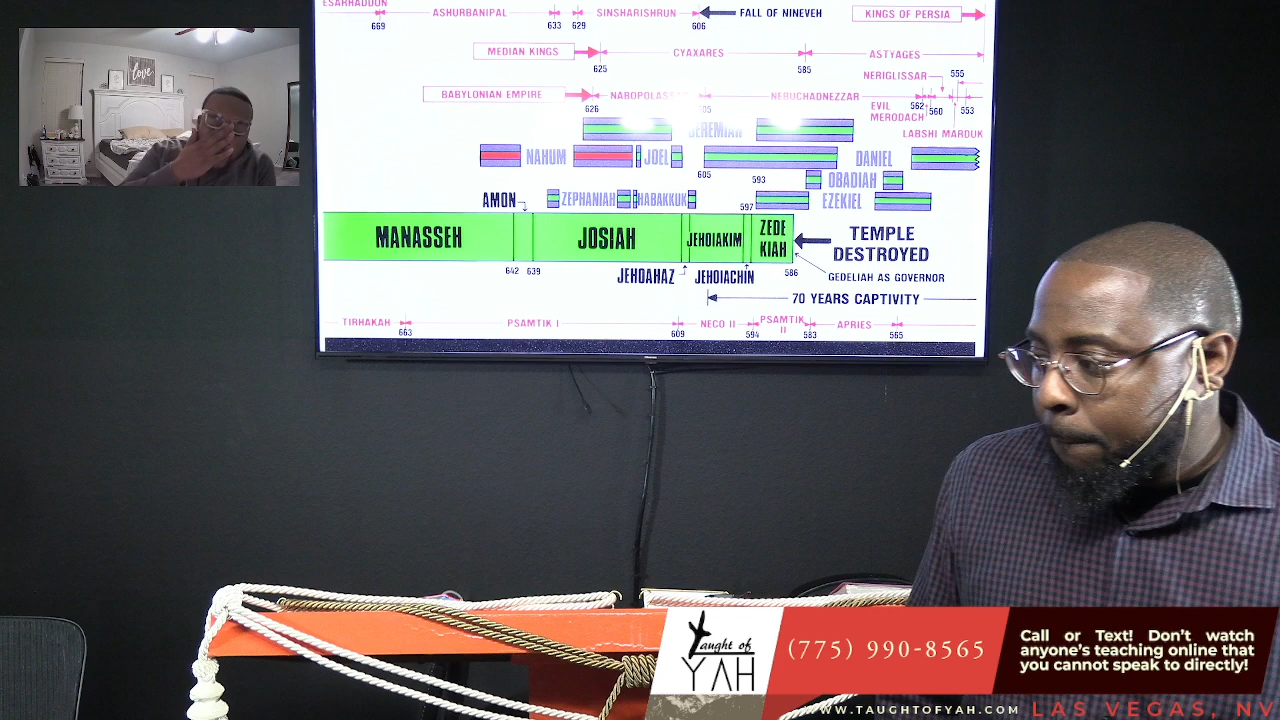 ESARHADDON
ASHURBANIPAL
SINSHARISHRUN
FALL OF NINEVEH
KINGS OF PERSIA
669
633
629
606
MEDIAN KINGS
CYAXARES
ASTYAGES
625
585
NERIGLISSAR
555
BABYLONIAN EMPIRE
NEBUCHADNEZZAR
626
562
560
553
EVIL
MERODACH
LABSHI MARDUK
JEREMIAH
NAHUM
JOEL
DANIEL
605
593
OBADIAH
AMON
ZEPHANIAH
HABAKKUK
EZEKIEL
597
MANASSEH
JOSIAH
JEHOIAKIM
ZEDE
KIAH
TEMPLE
DESTROYED
642
639
JEHOAHAZ
JEHOIACHIN
586
GEDELIAH AS GOVERNOR
70 YEARS CAPTIVITY
TIRHAKAH
PSAMTIK I
NECO II
PSAMTIK
II
APRIES
663
609
594
583
565
love
Taught of
YAH
(775) 990-8565
Call or Text! Don't watch
anyone's teaching online that
you cannot speak to directly!
WWW.TAUGHTOFYAH.COM
LAS VEGAS, NV